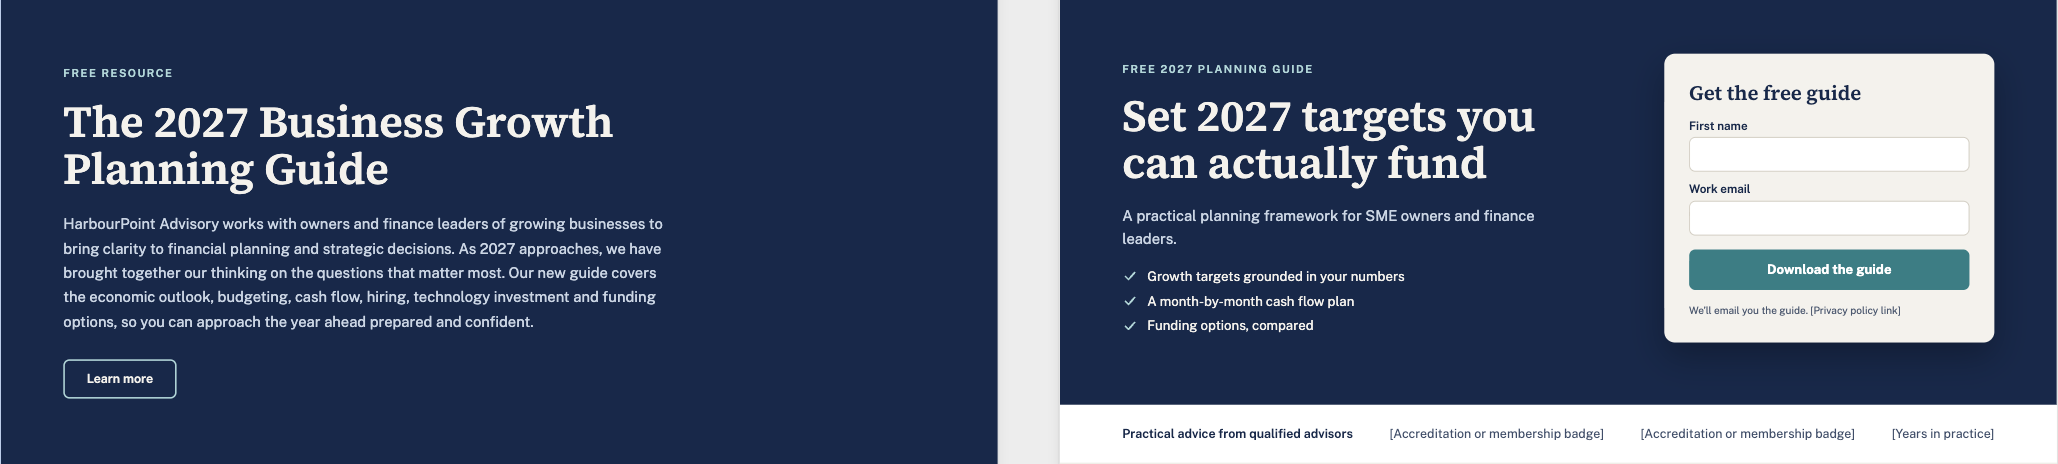 FREE RESOURCE
The 2027 Business Growth
Planning Guide
HarbourPoint Advisory works with owners and finance leaders of growing businesses to
bring clarity to financial planning and strategic decisions. As 2027 approaches, we have
brought together our thinking on the questions that matter most. Our new guide covers
the economic outlook, budgeting, cash flow, hiring, technology investment and funding
options, so you can approach the year ahead prepared and confident.
Learn more
FREE 2027 PLANNING GUIDE
Set 2027 targets you
can actually fund
A practical planning framework for SME owners and finance
leaders.
Growth targets grounded in your numbers
A month-by-month cash flow plan
Funding options, compared
Get the free guide
First name
Work email
Download the guide
We'll email you the guide. [Privacy policy link]
Practical advice from qualified advisors
[Accreditation or membership badge]
[Accreditation or membership badge]
[Years in practice]